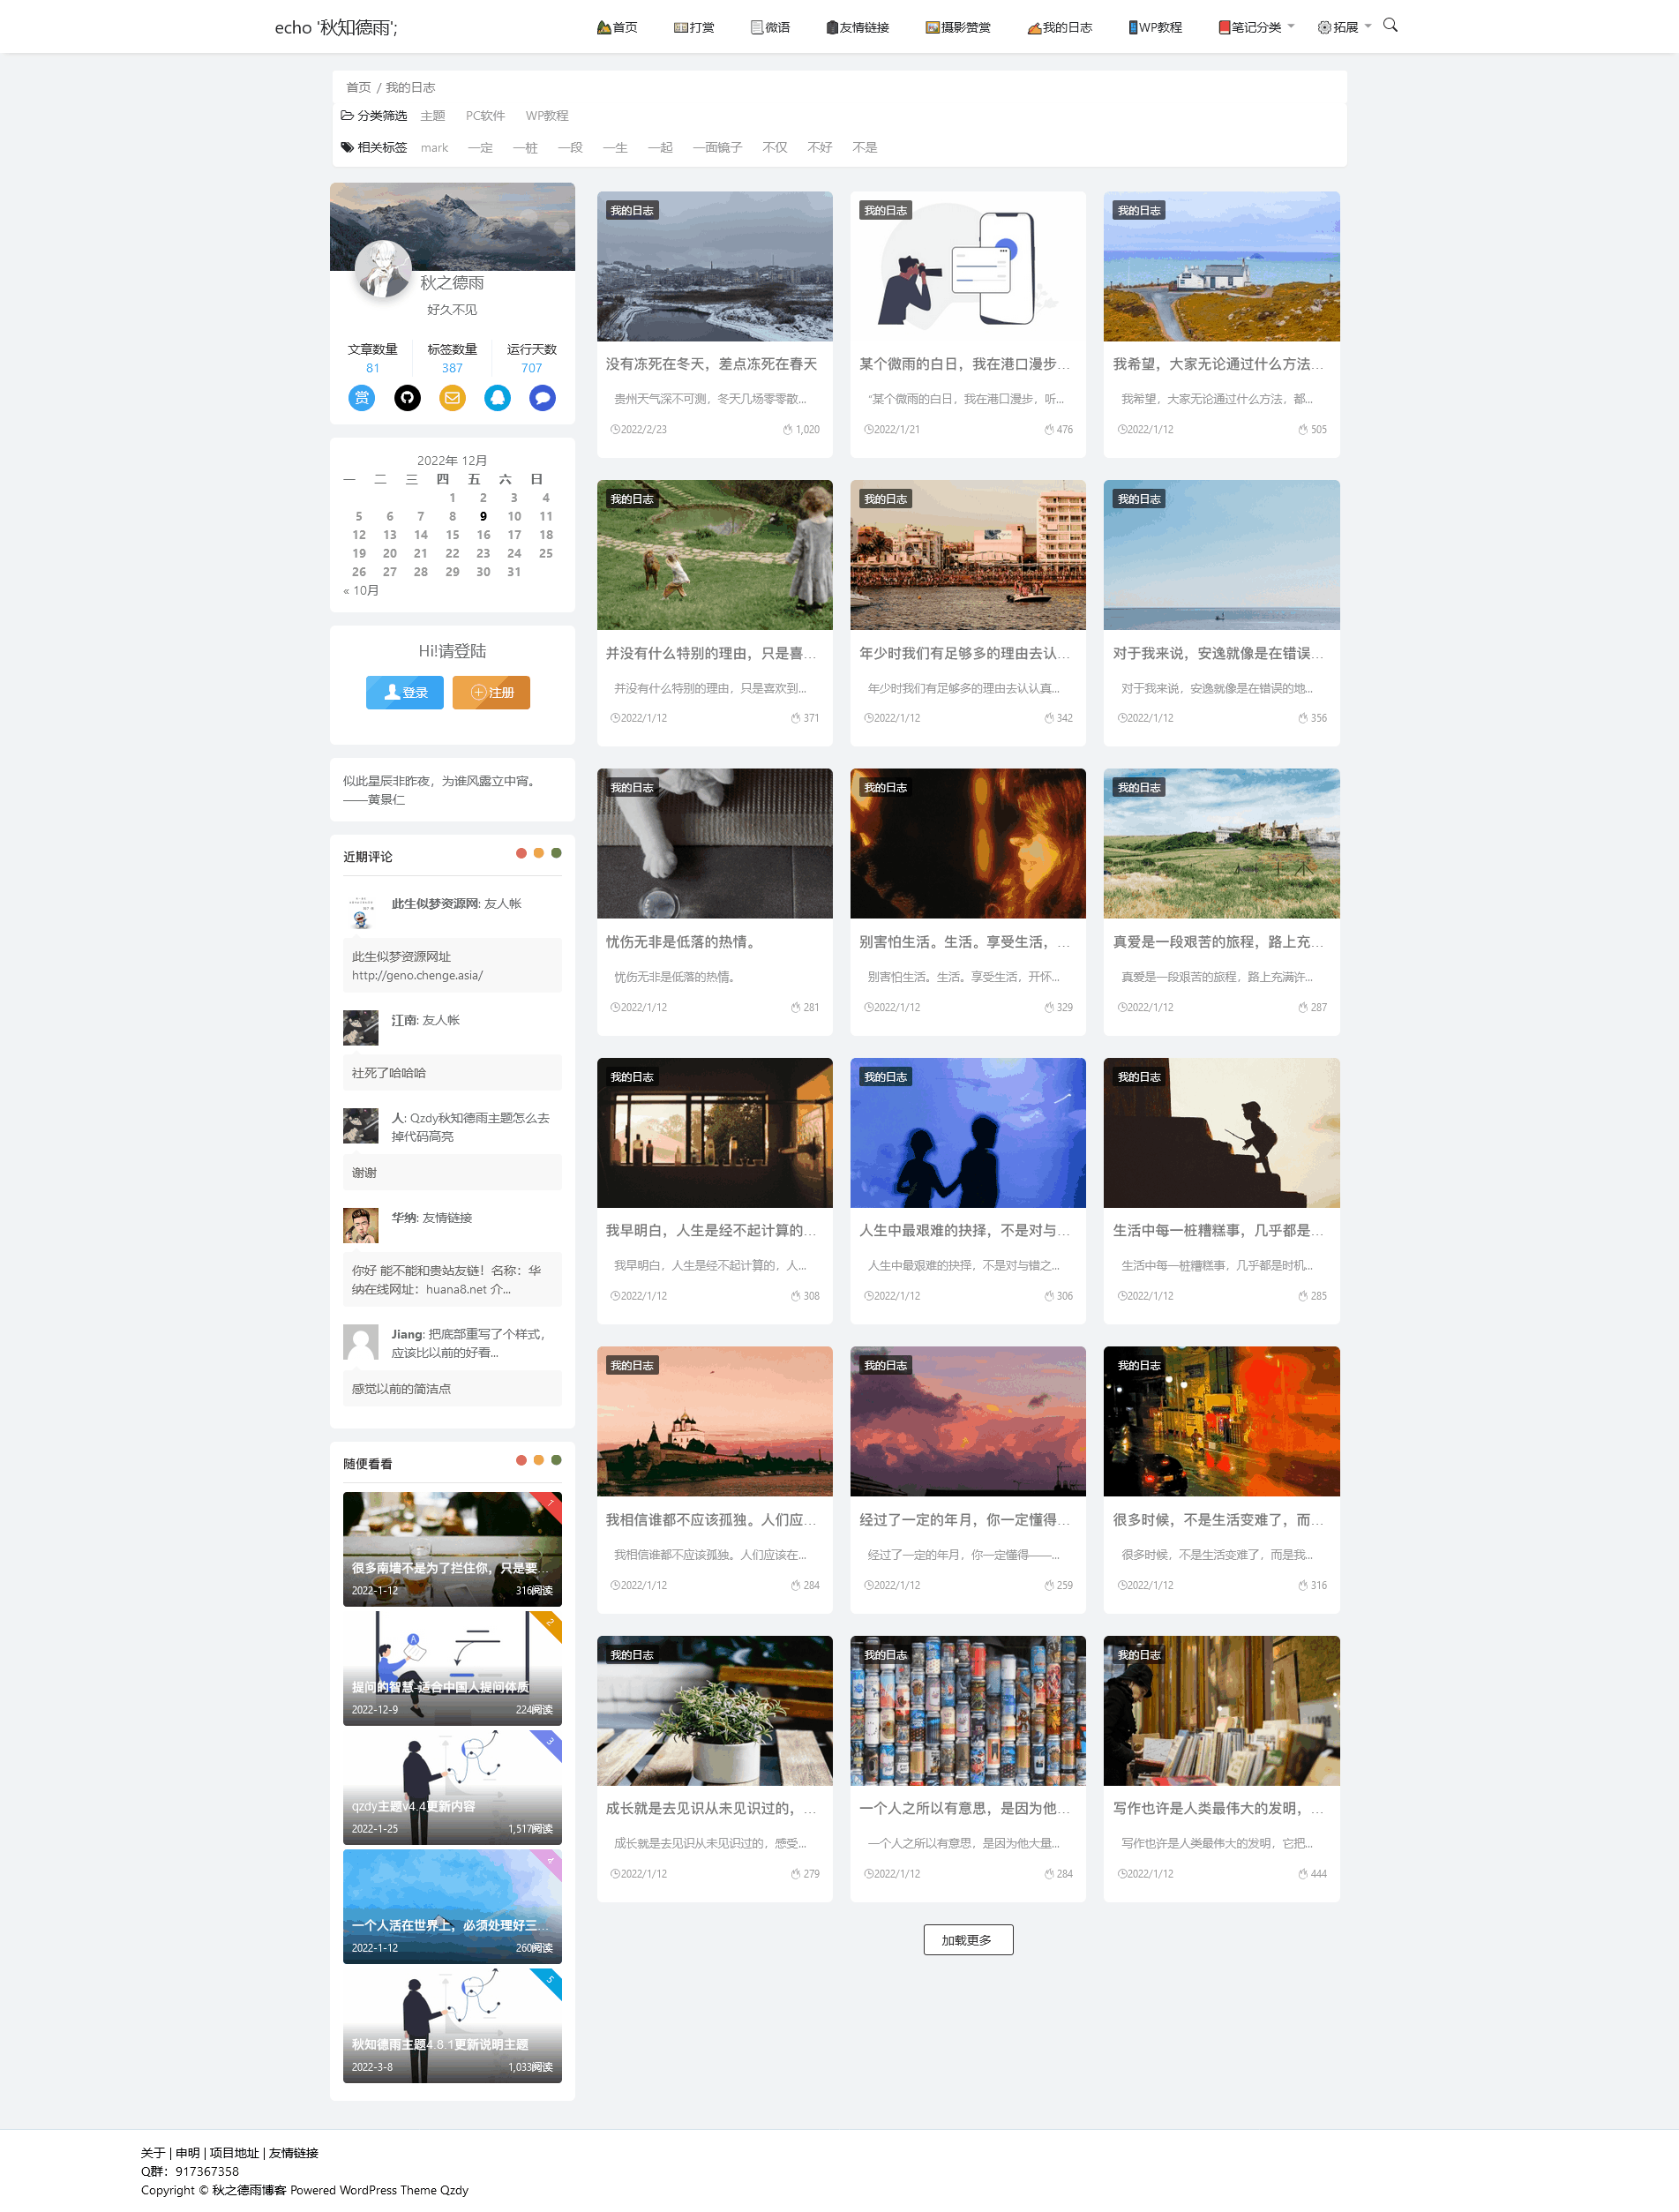 echo '秋知德雨';
首页
打赏
微语
友情链接
摄影赞赏
我的日志
WP教程
笔记分类
拓展
首页 / 我的日志
分类筛选 主题 PC软件 WP教程
相关标签 mark 一定 一桩 一段 一生 一起 一面镜子 不仅 不好 不是
秋之德雨
好久不见
文章数量 标签数量 运行天数
81 387 707
赏
2022年 12月
一 二 三 四 五 六 日
1 2 3 4
5 6 7 8 9 10 11
12 13 14 15 16 17 18
19 20 21 22 23 24 25
26 27 28 29 30 31
« 10月
Hi!请登陆
登录 注册
似此星辰非昨夜，为谁风露立中宵。
——黄景仁
近期评论
此生似梦资源网: 友人帐
此生似梦资源网址
http://geno.chenge.asia/
江南: 友人帐
社死了哈哈哈
人: Qzdy秋知德雨主题怎么去
掉代码高亮
谢谢
华纳: 友情链接
你好 能不能和贵站友链！名称：华
纳在线网址：huana8.net 介...
Jiang: 把底部重写了个样式，
应该比以前的好看...
感觉以前的简洁点
随便看看
1
很多南墙不是为了拦住你，只是要...
2022-1-12 316阅读
2
提问的智慧-适合中国人提问体质
2022-12-9 224阅读
3
qzdy主题v4.4更新内容
2022-1-25 1,517阅读
4
一个人活在世界上，必须处理好三...
2022-1-12 260阅读
5
秋知德雨主题4.8.1更新说明主题
2022-3-8 1,033阅读
我的日志
没有冻死在冬天，差点冻死在春天
贵州天气深不可测，冬天几场零零散...
2022/2/23 1,020
我的日志
某个微雨的白日，我在港口漫步...
“某个微雨的白日，我在港口漫步，听...
2022/1/21 476
我的日志
我希望，大家无论通过什么方法...
我希望，大家无论通过什么方法，都...
2022/1/12 505
我的日志
并没有什么特别的理由，只是喜...
并没有什么特别的理由，只是喜欢到...
2022/1/12 371
我的日志
年少时我们有足够多的理由去认...
年少时我们有足够多的理由去认认真...
2022/1/12 342
我的日志
对于我来说，安逸就像是在错误...
对于我来说，安逸就像是在错误的地...
2022/1/12 356
我的日志
忧伤无非是低落的热情。
忧伤无非是低落的热情。
2022/1/12 281
我的日志
别害怕生活。生活。享受生活，...
别害怕生活。生活。享受生活，开怀...
2022/1/12 329
我的日志
真爱是一段艰苦的旅程，路上充...
真爱是一段艰苦的旅程，路上充满许...
2022/1/12 287
我的日志
我早明白，人生是经不起计算的...
我早明白，人生是经不起计算的，人...
2022/1/12 308
我的日志
人生中最艰难的抉择，不是对与...
人生中最艰难的抉择，不是对与错之...
2022/1/12 306
我的日志
生活中每一桩糟糕事，几乎都是...
生活中每一桩糟糕事，几乎都是时机...
2022/1/12 285
我的日志
我相信谁都不应该孤独。人们应...
我相信谁都不应该孤独。人们应该在...
2022/1/12 284
我的日志
经过了一定的年月，你一定懂得...
经过了一定的年月，你一定懂得——...
2022/1/12 259
我的日志
很多时候，不是生活变难了，而...
很多时候，不是生活变难了，而是我...
2022/1/12 316
我的日志
成长就是去见识从未见识过的，...
成长就是去见识从未见识过的，感受...
2022/1/12 279
我的日志
一个人之所以有意思，是因为他...
一个人之所以有意思，是因为他大量...
2022/1/12 284
我的日志
写作也许是人类最伟大的发明，...
写作也许是人类最伟大的发明，它把...
2022/1/12 444
加载更多
关于 | 申明 | 项目地址 | 友情链接
Q群：917367358
Copyright © 秋之德雨博客 Powered WordPress Theme Qzdy